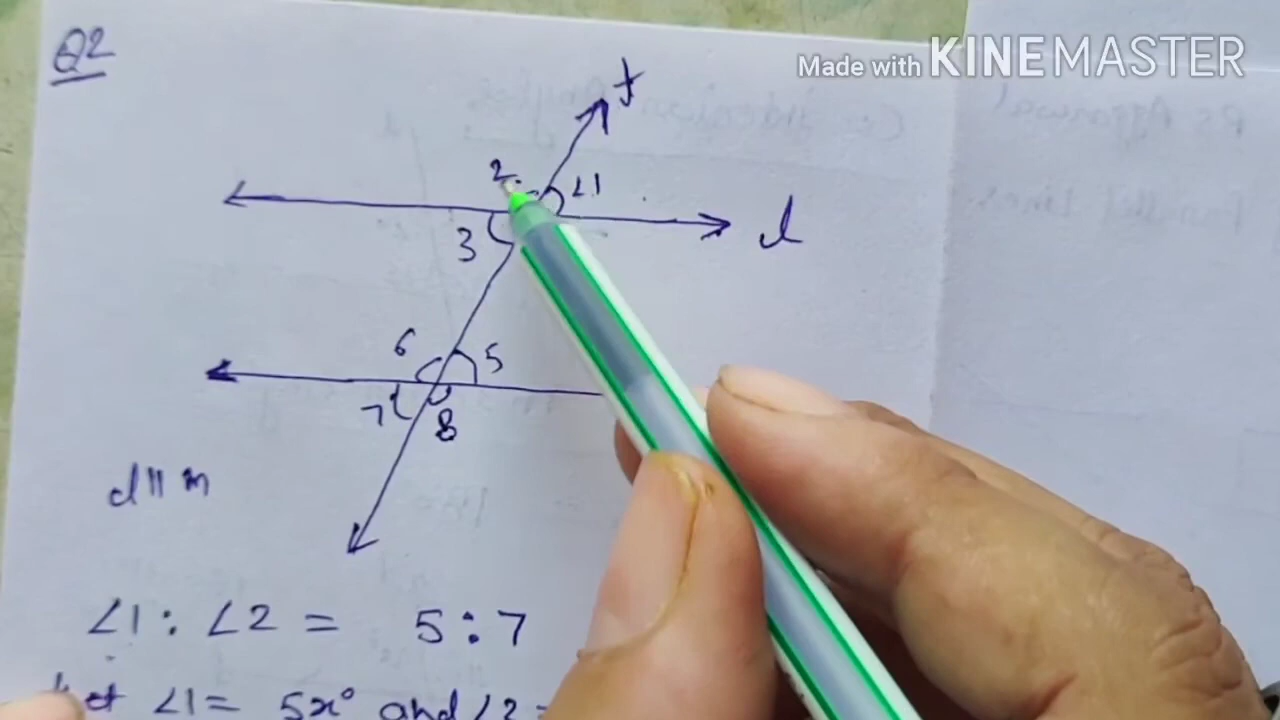 Q2
Made with KINEMASTER
t
2
∠1
l
3
6
5
7
8
l || m
∠1 : ∠2 = 5 : 7
Let ∠1 = 5x° and ∠2 =